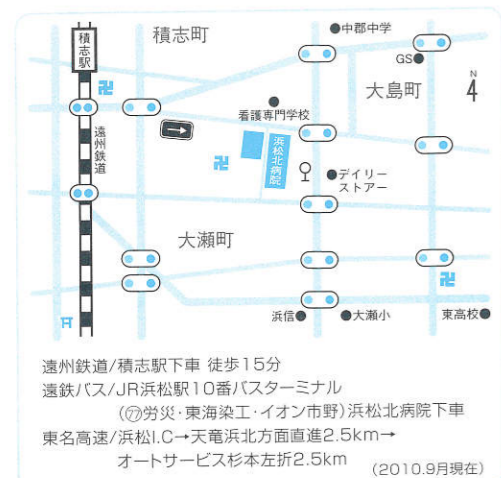 積志町
中郡中学
積志駅
GS
大島町
N
看護専門学校
浜松北病院
遠州鉄道
デイリー
ストアー
大瀬町
浜信
大瀬小
東高校
遠州鉄道/積志駅下車 徒歩15分
遠鉄バス/JR浜松駅10番バスターミナル
(㊆労災・東海染工・イオン市野)浜松北病院下車
東名高速/浜松I.C→天竜浜北方面直進2.5km→
オートサービス杉本左折2.5km
(2010.9月現在)